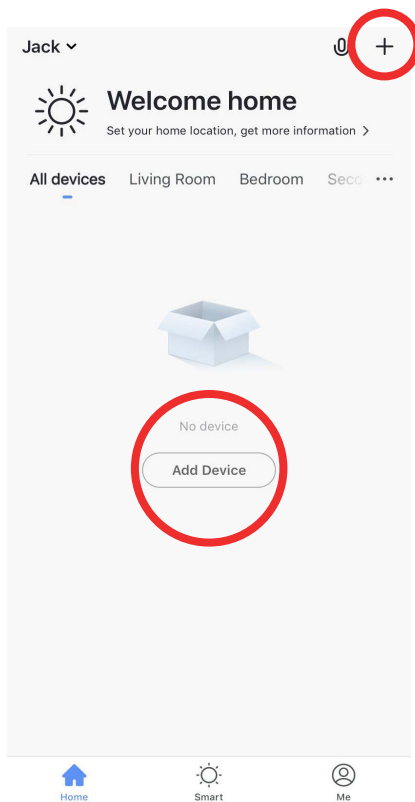 Jack
Welcome home
Set your home location, get more information
All devices Living Room Bedroom Seco
No device
Add Device
Home Smart Me